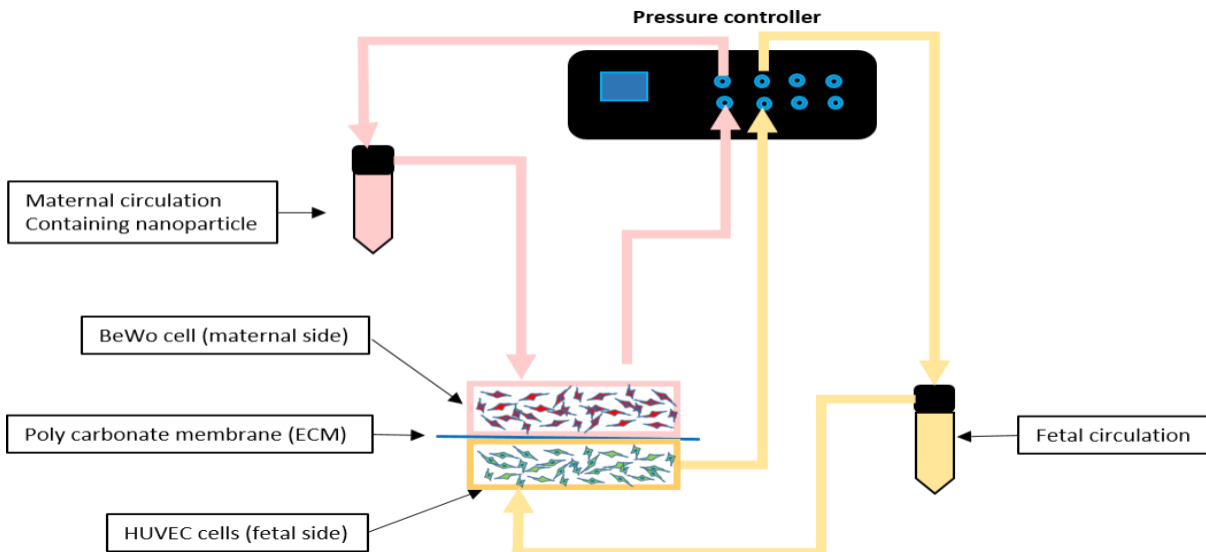 Pressure controller
Maternal circulation
Containing nanoparticle
BeWo cell (maternal side)
Poly carbonate membrane (ECM)
Fetal circulation
HUVEC cells (fetal side)